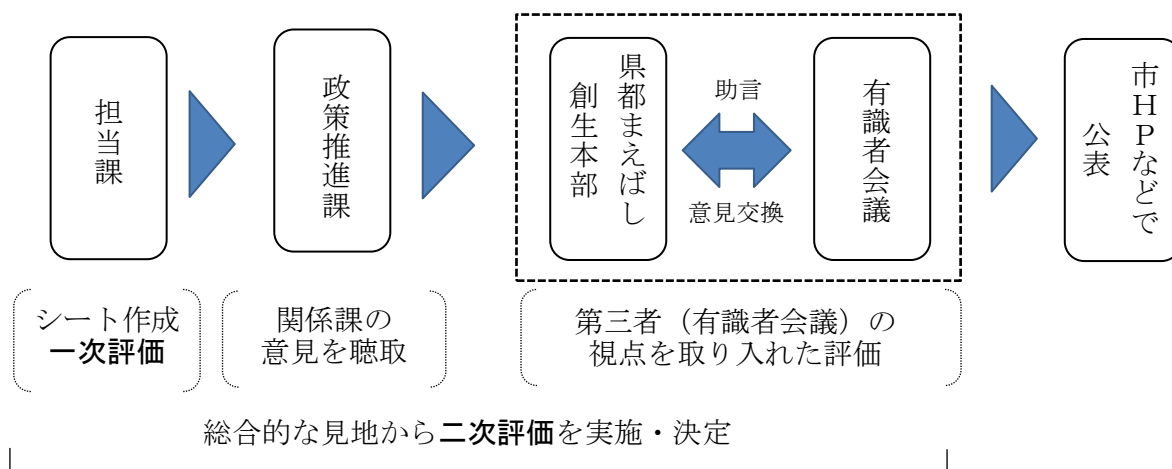 担当課
政策推進課
県都まえばし
創生本部
助言
意見交換
有識者会議
市HPなどで
公表
シート作成
一次評価
関係課の
意見を聴取
第三者（有識者会議）の
視点を取り入れた評価
総合的な見地から二次評価を実施・決定